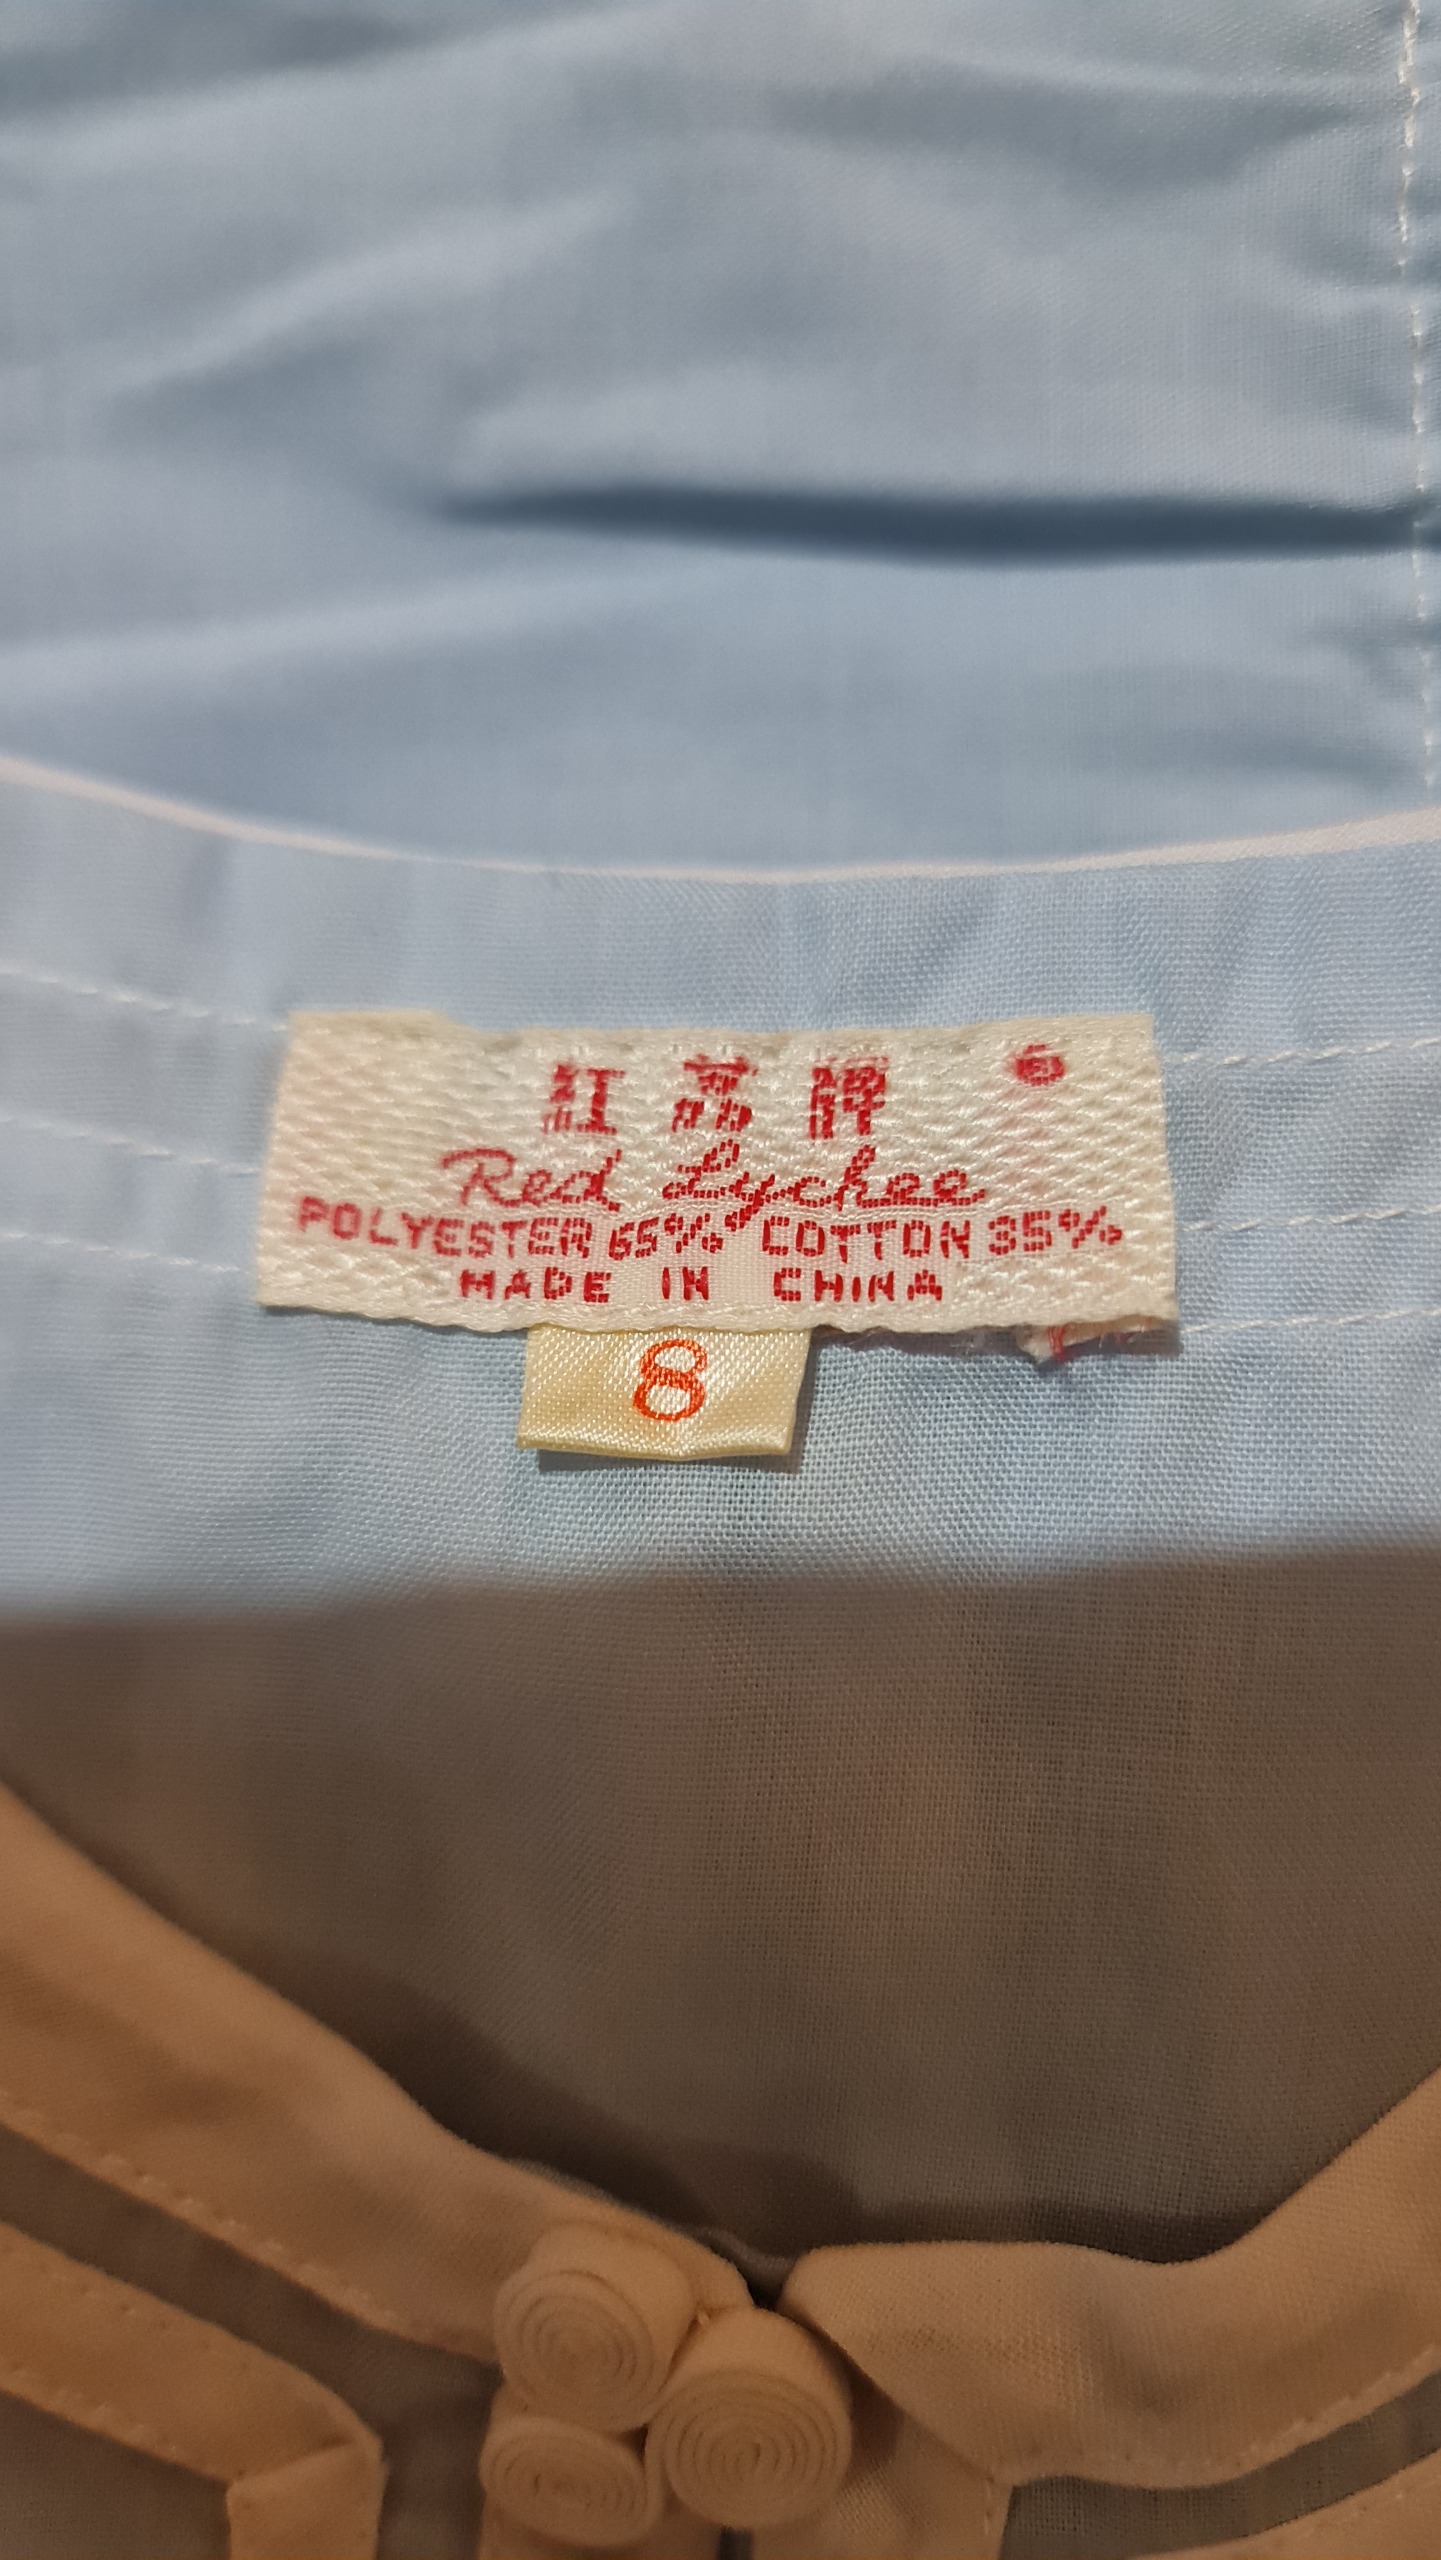 紅荔牌 ®
Red Lychee
POLYESTER 65% COTTON 35%
MADE IN CHINA
8